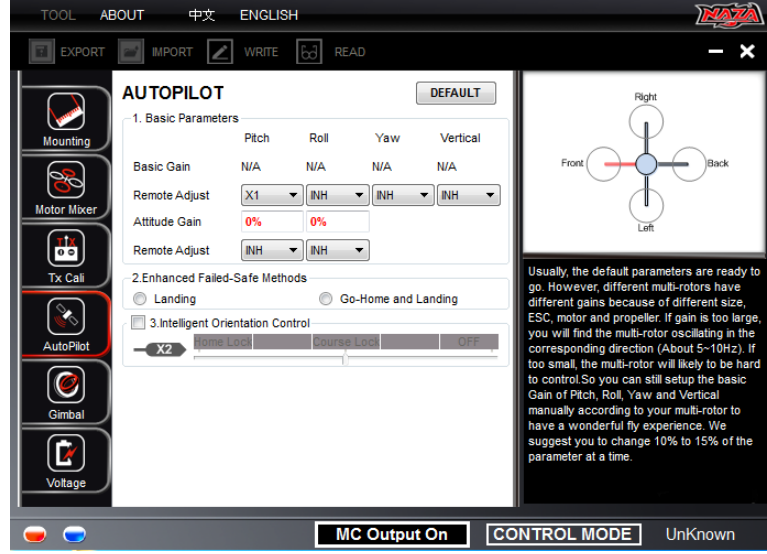 TOOL ABOUT 中文 ENGLISH
NAZA
EXPORT IMPORT WRITE READ
Mounting
Motor Mixer
Tx Cali
AutoPilot
Gimbal
Voltage
AUTOPILOT DEFAULT
1. Basic Parameters
Pitch Roll Yaw Vertical
Basic Gain N/A N/A N/A N/A
Remote Adjust X1 INH INH INH
Attitude Gain 0% 0%
Remote Adjust INH INH
2.Enhanced Failed-Safe Methods
Landing Go-Home and Landing
3.Intelligent Orientation Control
X2 Home Lock Course Lock OFF
Right
Front Back
Left
Usually, the default parameters are ready to
go. However, different multi-rotors have
different gains because of different size,
ESC, motor and propeller. If gain is too large,
you will find the multi-rotor oscillating in the
corresponding direction (About 5~10Hz). If
too small, the multi-rotor will likely to be hard
to control.So you can still setup the basic
Gain of Pitch, Roll, Yaw and Vertical
manually according to your multi-rotor to
have a wonderful fly experience. We
suggest you to change 10% to 15% of the
parameter at a time.
MC Output On CONTROL MODE UnKnown